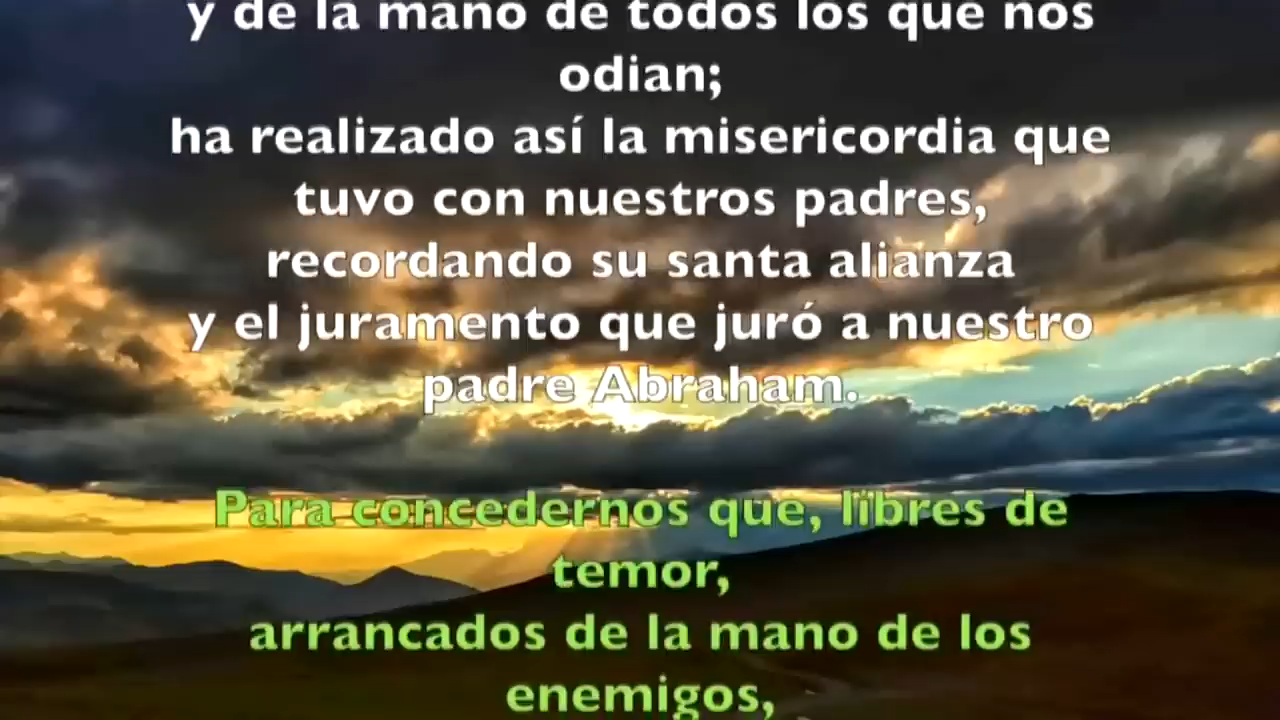 y de la mano de todos los que nos
odian;
ha realizado así la misericordia que
tuvo con nuestros padres,
recordando su santa alianza
y el juramento que juró a nuestro
padre Abraham.
Para concedernos que, libres de
temor,
arrancados de la mano de los
enemigos,